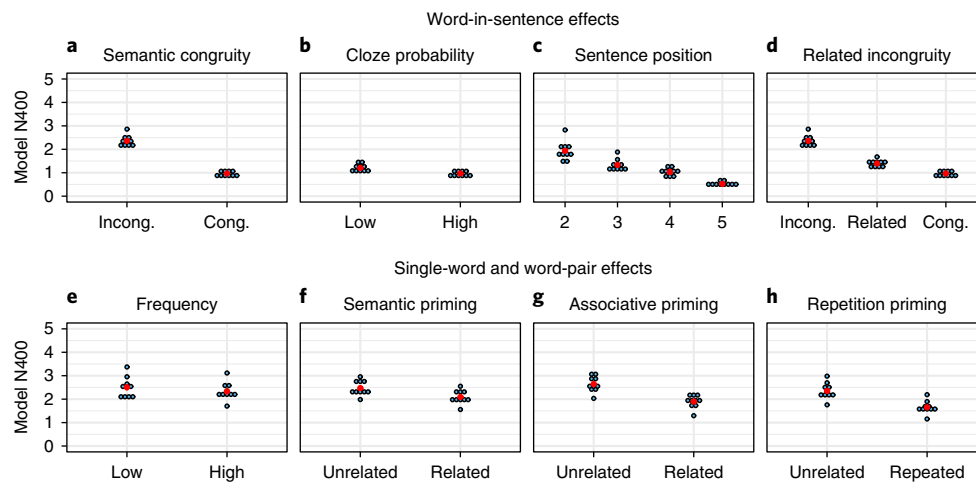 Word-in-sentence effects
a Semantic congruity
b Cloze probability
c Sentence position
d Related incongruity
Model N400
5
4
3
2
1
0
Incong. Cong.
Low High
2 3 4 5
Incong. Related Cong.
Single-word and word-pair effects
e Frequency
f Semantic priming
g Associative priming
h Repetition priming
Model N400
5
4
3
2
1
0
Low High
Unrelated Related
Unrelated Related
Unrelated Repeated